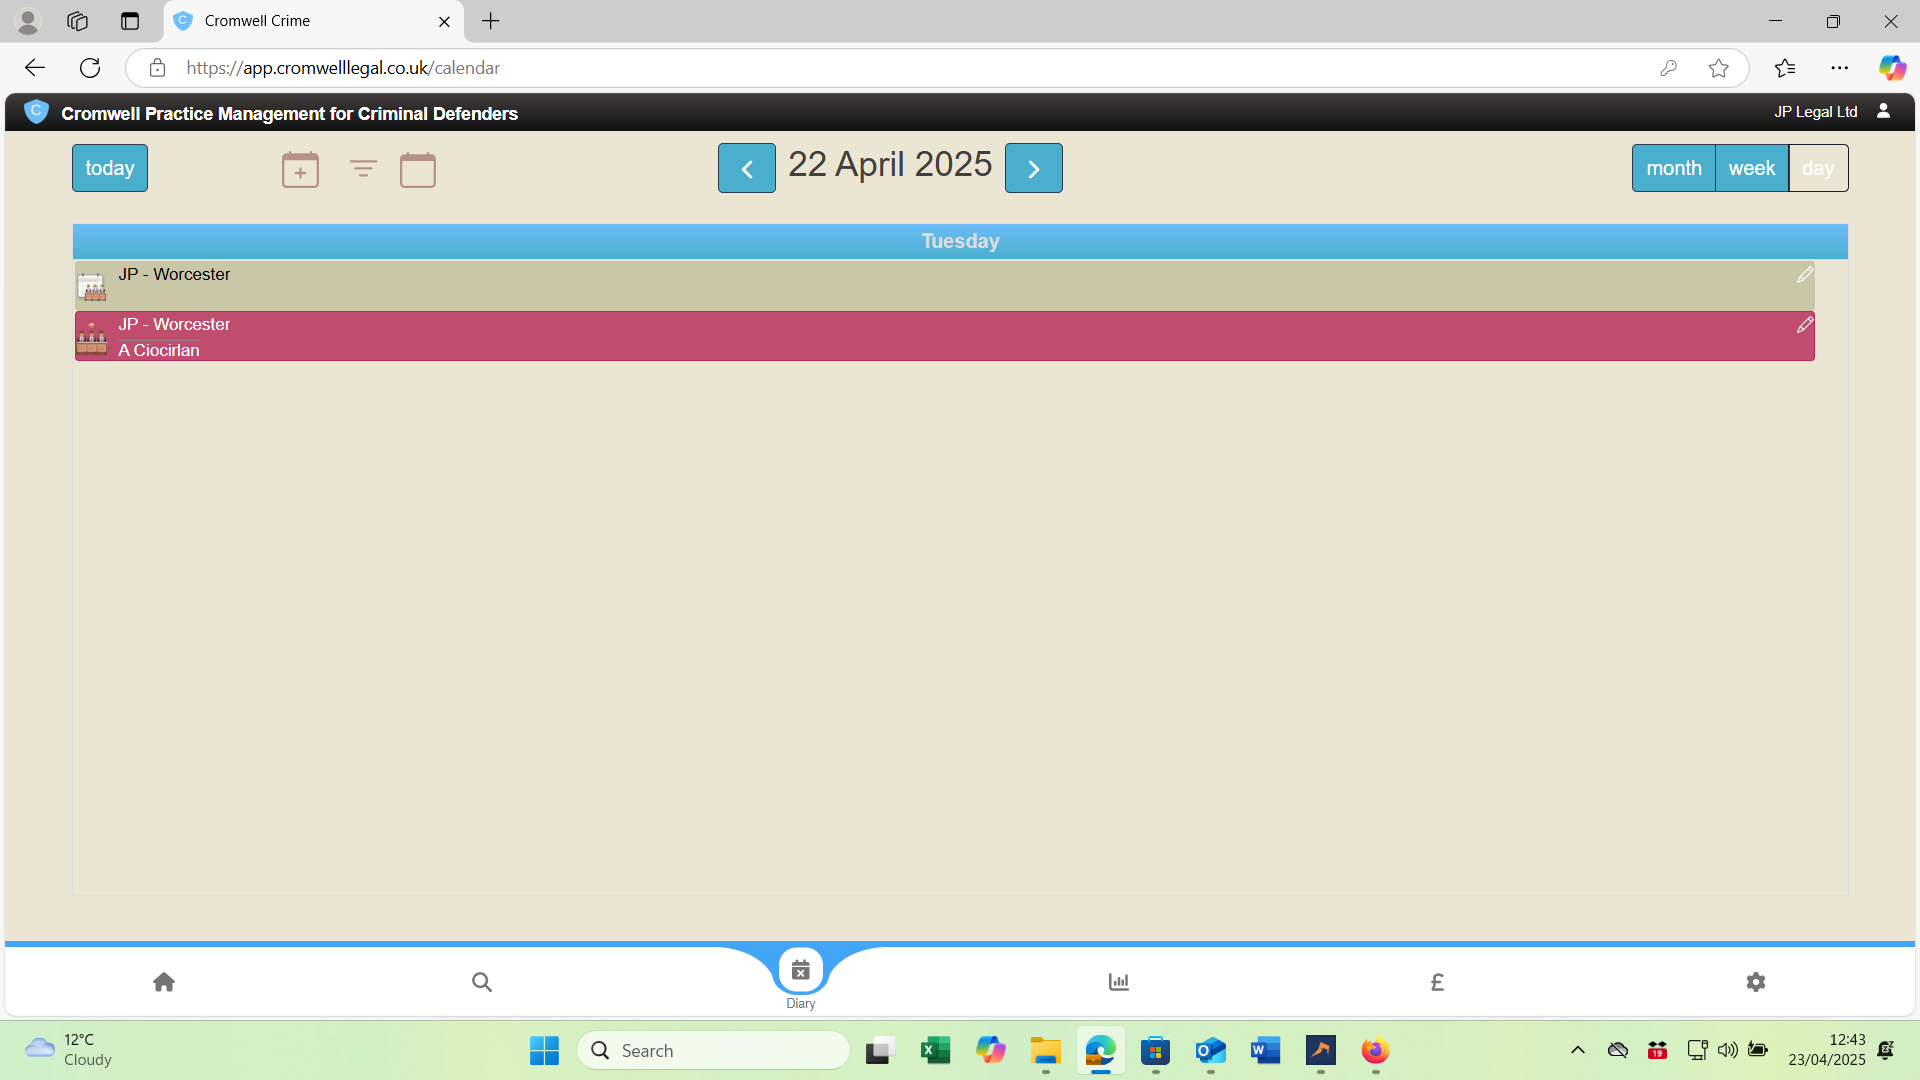 Cromwell Crime
https://app.cromwelllegal.co.uk/calendar
Cromwell Practice Management for Criminal Defenders
JP Legal Ltd
today
22 April 2025
month week day
Tuesday
JP - Worcester
JP - Worcester
A Ciocirlan
Diary
12°C
Cloudy
Search
19
12:43
23/04/2025